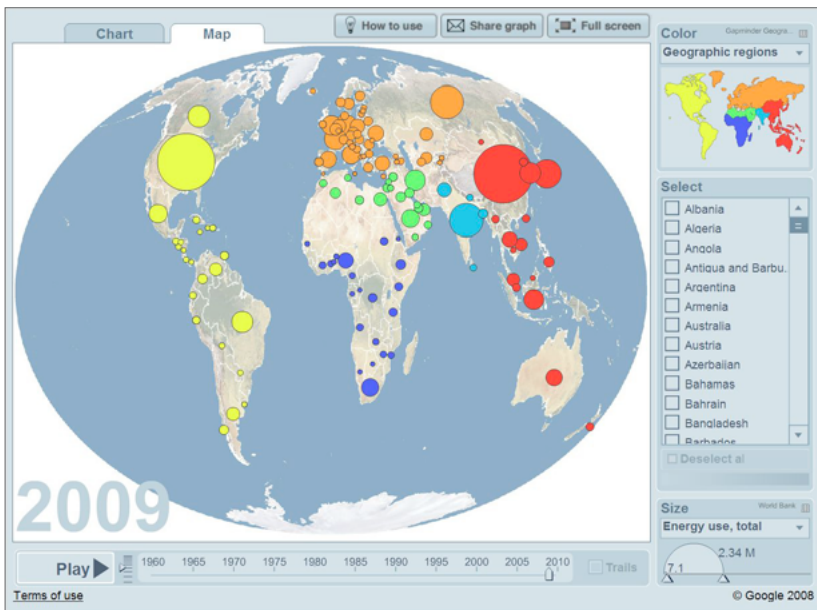 Chart
Map
How to use
Share graph
Full screen
Color
Gapminder Geogra...
Geographic regions
Select
Albania
Algeria
Angola
Antigua and Barbu.
Argentina
Armenia
Australia
Austria
Azerbaijan
Bahamas
Bahrain
Bangladesh
Barbados
Deselect al
2009
Size
World Bank
Energy use, total
2.34 M
7.1
Play
1960 1965 1970 1975 1980 1985 1990 1995 2000 2005 2010
Trails
Terms of use
© Google 2008